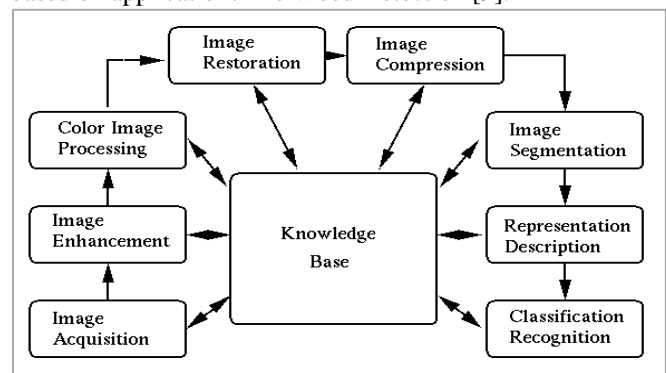 Image
Restoration
Image
Compression
Color Image
Processing
Image
Segmentation
Image
Enhancement
Knowledge
Base
Representation
Description
Image
Acquisition
Classification
Recognition